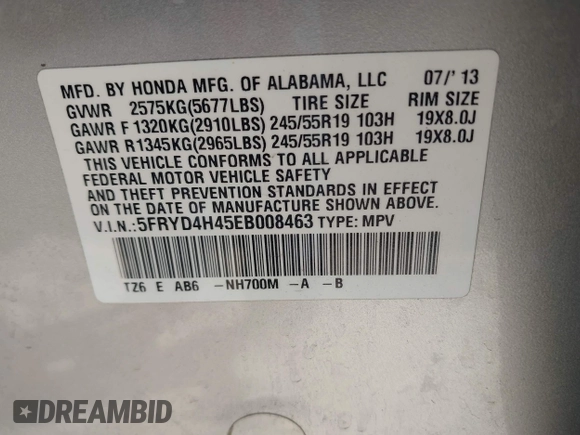 MFD. BY HONDA MFG. OF ALABAMA, LLC 07/'13
GVWR 2575KG(5677LBS) TIRE SIZE RIM SIZE
GAWR F 1320KG(2910LBS) 245/55R19 103H 19X8.0J
GAWR R1345KG(2965LBS) 245/55R19 103H 19X8.0J
THIS VEHICLE CONFORMS TO ALL APPLICABLE
FEDERAL MOTOR VEHICLE SAFETY
AND THEFT PREVENTION STANDARDS IN EFFECT
ON THE DATE OF MANUFACTURE SHOWN ABOVE.
V.I.N.:5FRYD4H45EB008463 TYPE: MPV
TZ6 E AB6 -NH700M -A -B
DREAMBID